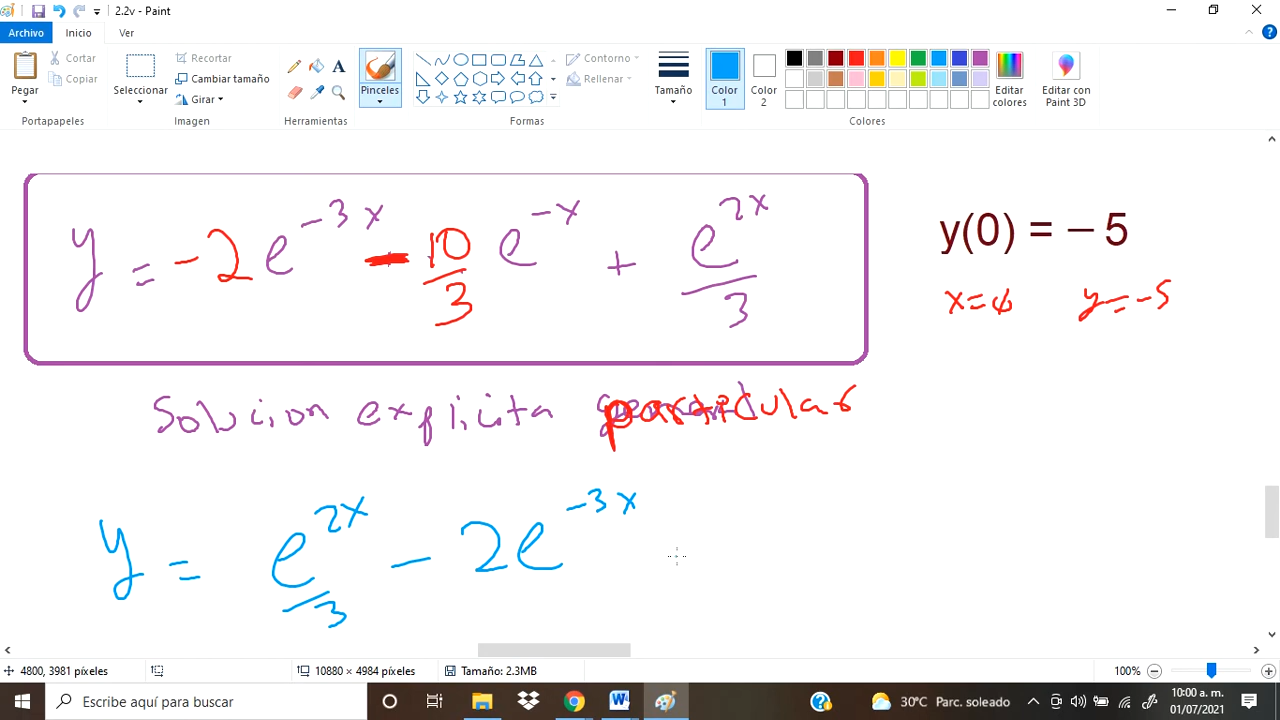 2.2v - Paint
Archivo Inicio Ver
Pegar
Cortar
Copiar
Portapapeles
Seleccionar
Recortar
Cambiar tamaño
Girar
Imagen
Herramientas
Pinceles
Contorno
Rellenar
Formas
Tamaño
Color 1
Color 2
Editar colores
Editar con Paint 3D
Colores
y = -2e^{-3x} - 10/3 e^{-x} + e^{2x}/3
y(0) = – 5
x=0 y=-5
Solucion explicita particular
y = e^{2x}/3 - 2e^{-3x}
4800, 3981 píxeles
10880 × 4984 píxeles
Tamaño: 2.3MB
100%
Escribe aquí para buscar
30°C Parc. soleado
10:00 a. m.
01/07/2021